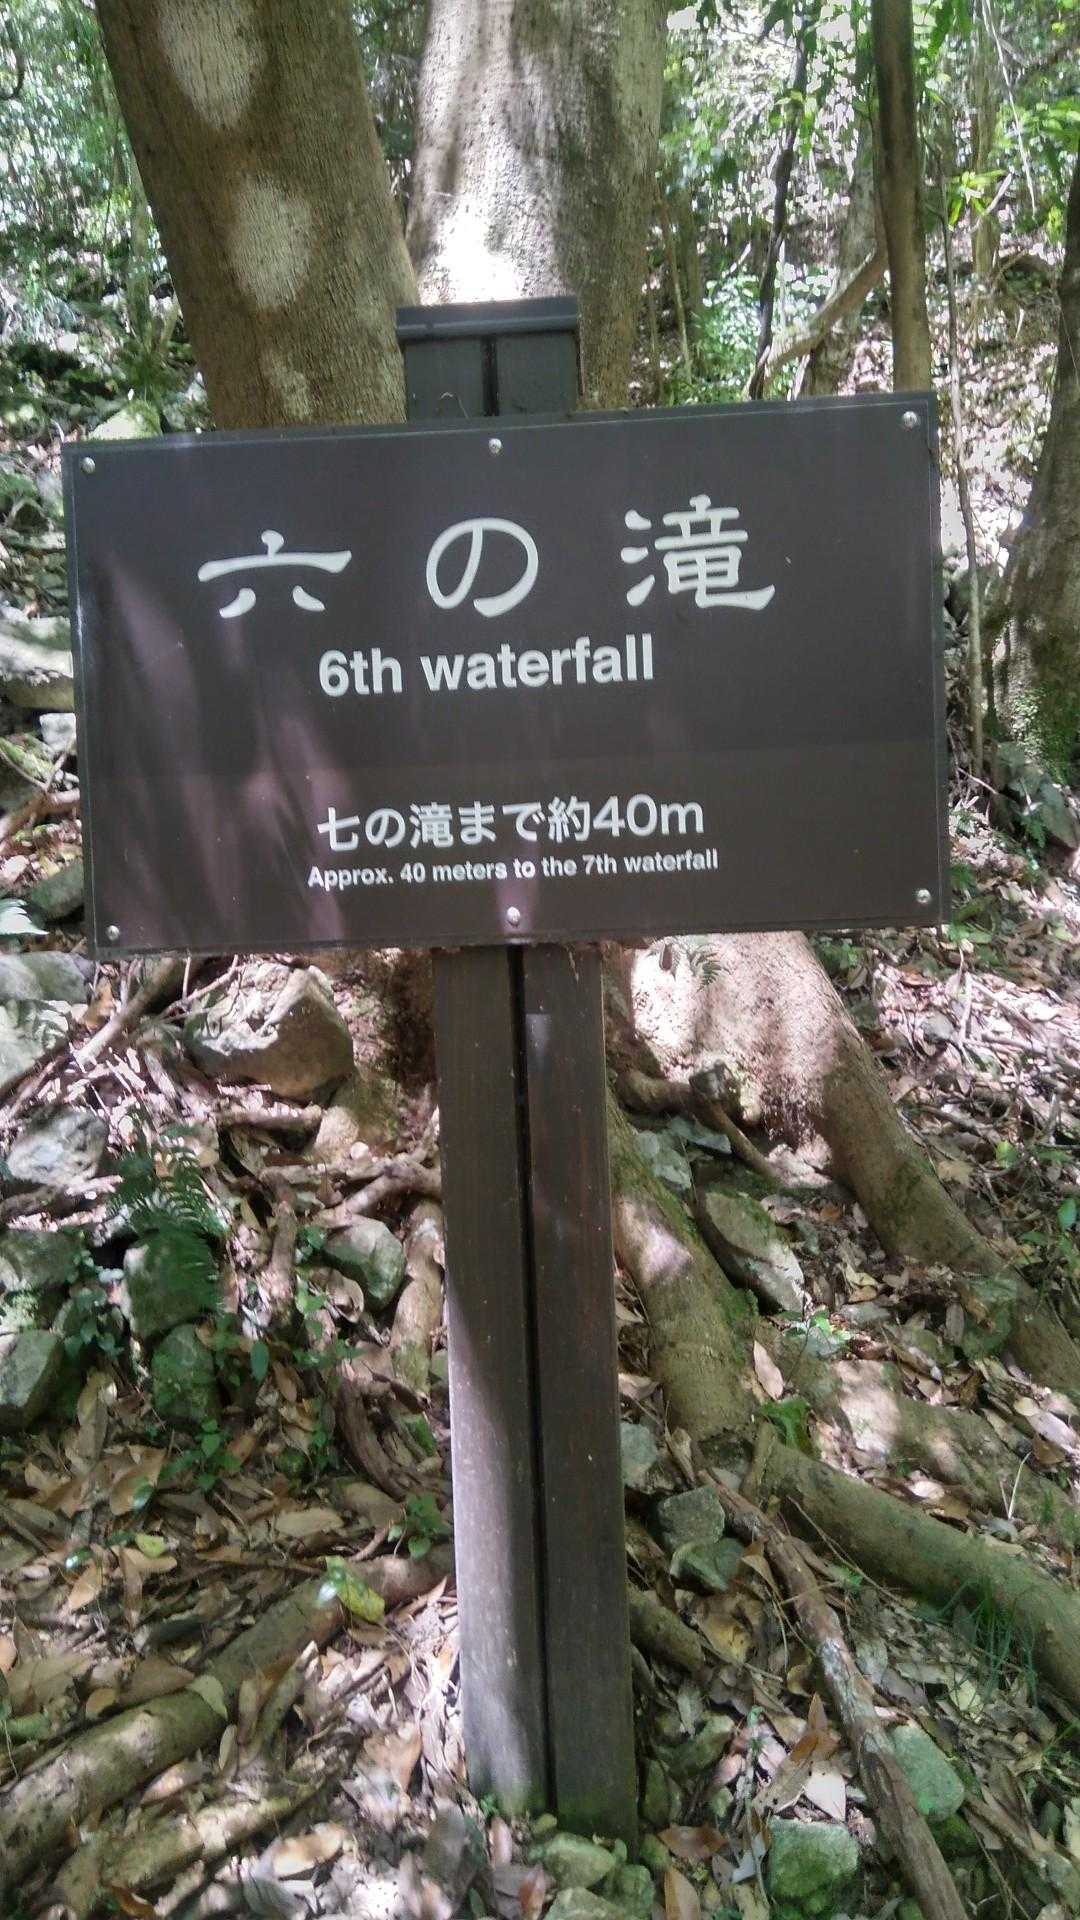 六の滝
6th waterfall
七の滝まで約40m
Approx. 40 meters to the 7th waterfall